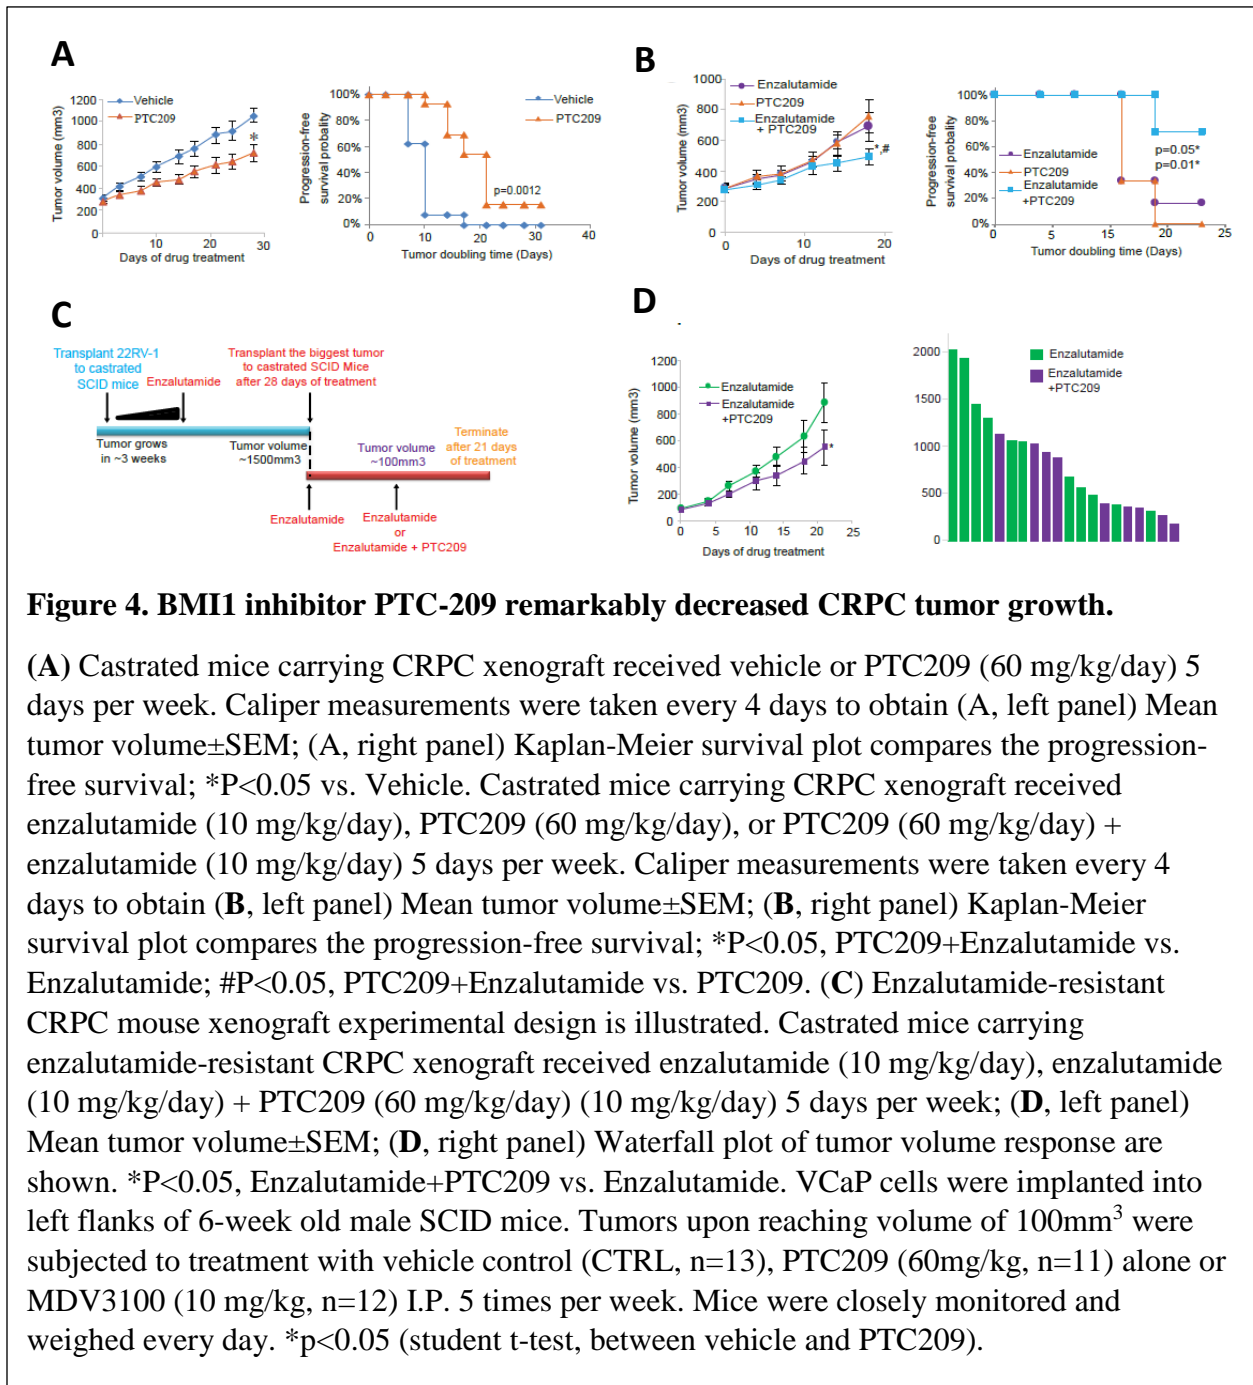 A
1200
1000
800
600
400
200
0
Tumor volume (mm3)
Vehicle
PTC209
*
0
10
20
30
Days of drug treatment
100%
80%
60%
40%
20%
0%
Progression-free
survival probality
Vehicle
PTC209
p=0.0012
0
10
20
30
40
Tumor doubling time (Days)
B
1000
800
600
400
200
0
Tumor volume (mm3)
Enzalutamide
PTC209
Enzalutamide
+ PTC209
*,#
0
10
20
Days of drug treatment
100%
80%
60%
40%
20%
0%
Progression-free
survival probality
p=0.05*
p=0.01*
Enzalutamide
PTC209
Enzalutamide
+PTC209
0
5
15
20
25
Tumor doubling time (Days)
C
Transplant 22RV-1
to castrated
SCID mice
Enzalutamide
Transplant the biggest tumor
to castrated SCID Mice
after 28 days of treatment
Tumor grows
in ~3 weeks
Tumor volume
~1500mm3
Tumor volume
~100mm3
Terminate
after 21 days
of treatment
Enzalutamide
Enzalutamide
or
Enzalutamide + PTC209
D
1200
1000
800
600
400
200
0
Tumor volume (mm3)
Enzalutamide
Enzalutamide
+PTC209
*
0
5
10
15
20
25
Days of drug treatment
2000
1500
1000
500
0
Enzalutamide
Enzalutamide
+PTC209
Figure 4. BMI1 inhibitor PTC-209 remarkably decreased CRPC tumor growth.
(A) Castrated mice carrying CRPC xenograft received vehicle or PTC209 (60 mg/kg/day) 5
days per week. Caliper measurements were taken every 4 days to obtain (A, left panel) Mean
tumor volume±SEM; (A, right panel) Kaplan-Meier survival plot compares the progression-
free survival; *P<0.05 vs. Vehicle. Castrated mice carrying CRPC xenograft received
enzalutamide (10 mg/kg/day), PTC209 (60 mg/kg/day), or PTC209 (60 mg/kg/day) +
enzalutamide (10 mg/kg/day) 5 days per week. Caliper measurements were taken every 4
days to obtain (B, left panel) Mean tumor volume±SEM; (B, right panel) Kaplan-Meier
survival plot compares the progression-free survival; *P<0.05, PTC209+Enzalutamide vs.
Enzalutamide; #P<0.05, PTC209+Enzalutamide vs. PTC209. (C) Enzalutamide-resistant
CRPC mouse xenograft experimental design is illustrated. Castrated mice carrying
enzalutamide-resistant CRPC xenograft received enzalutamide (10 mg/kg/day), enzalutamide
(10 mg/kg/day) + PTC209 (60 mg/kg/day) (10 mg/kg/day) 5 days per week; (D, left panel)
Mean tumor volume±SEM; (D, right panel) Waterfall plot of tumor volume response are
shown. *P<0.05, Enzalutamide+PTC209 vs. Enzalutamide. VCaP cells were implanted into
left flanks of 6-week old male SCID mice. Tumors upon reaching volume of 100mm³ were
subjected to treatment with vehicle control (CTRL, n=13), PTC209 (60mg/kg, n=11) alone or
MDV3100 (10 mg/kg, n=12) I.P. 5 times per week. Mice were closely monitored and
weighed every day. *p<0.05 (student t-test, between vehicle and PTC209).